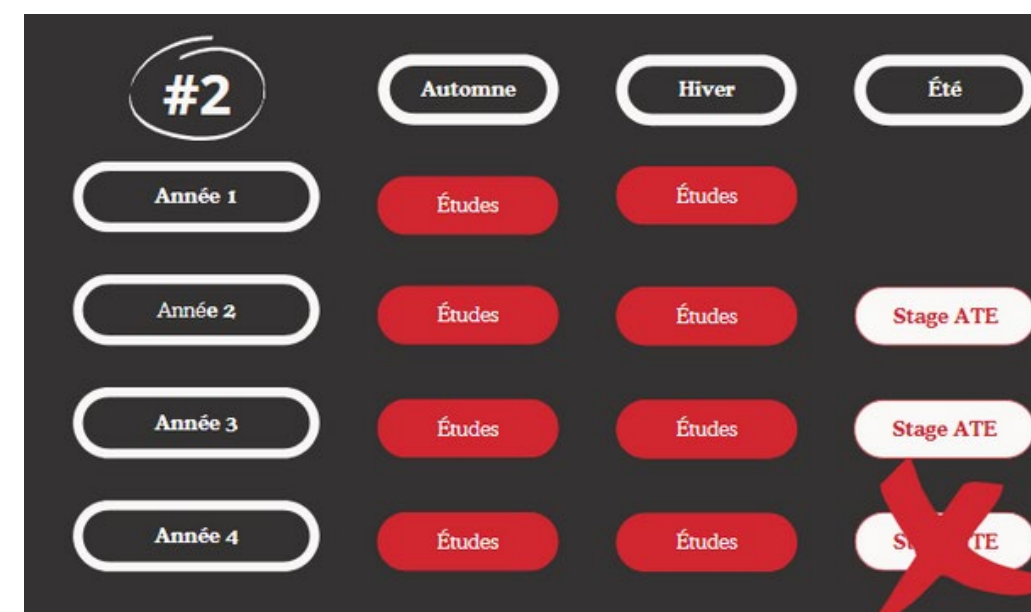 #2 Automne Hiver Été
Année 1 Études Études
Année 2 Études Études Stage ATE
Année 3 Études Études Stage ATE
Année 4 Études Études